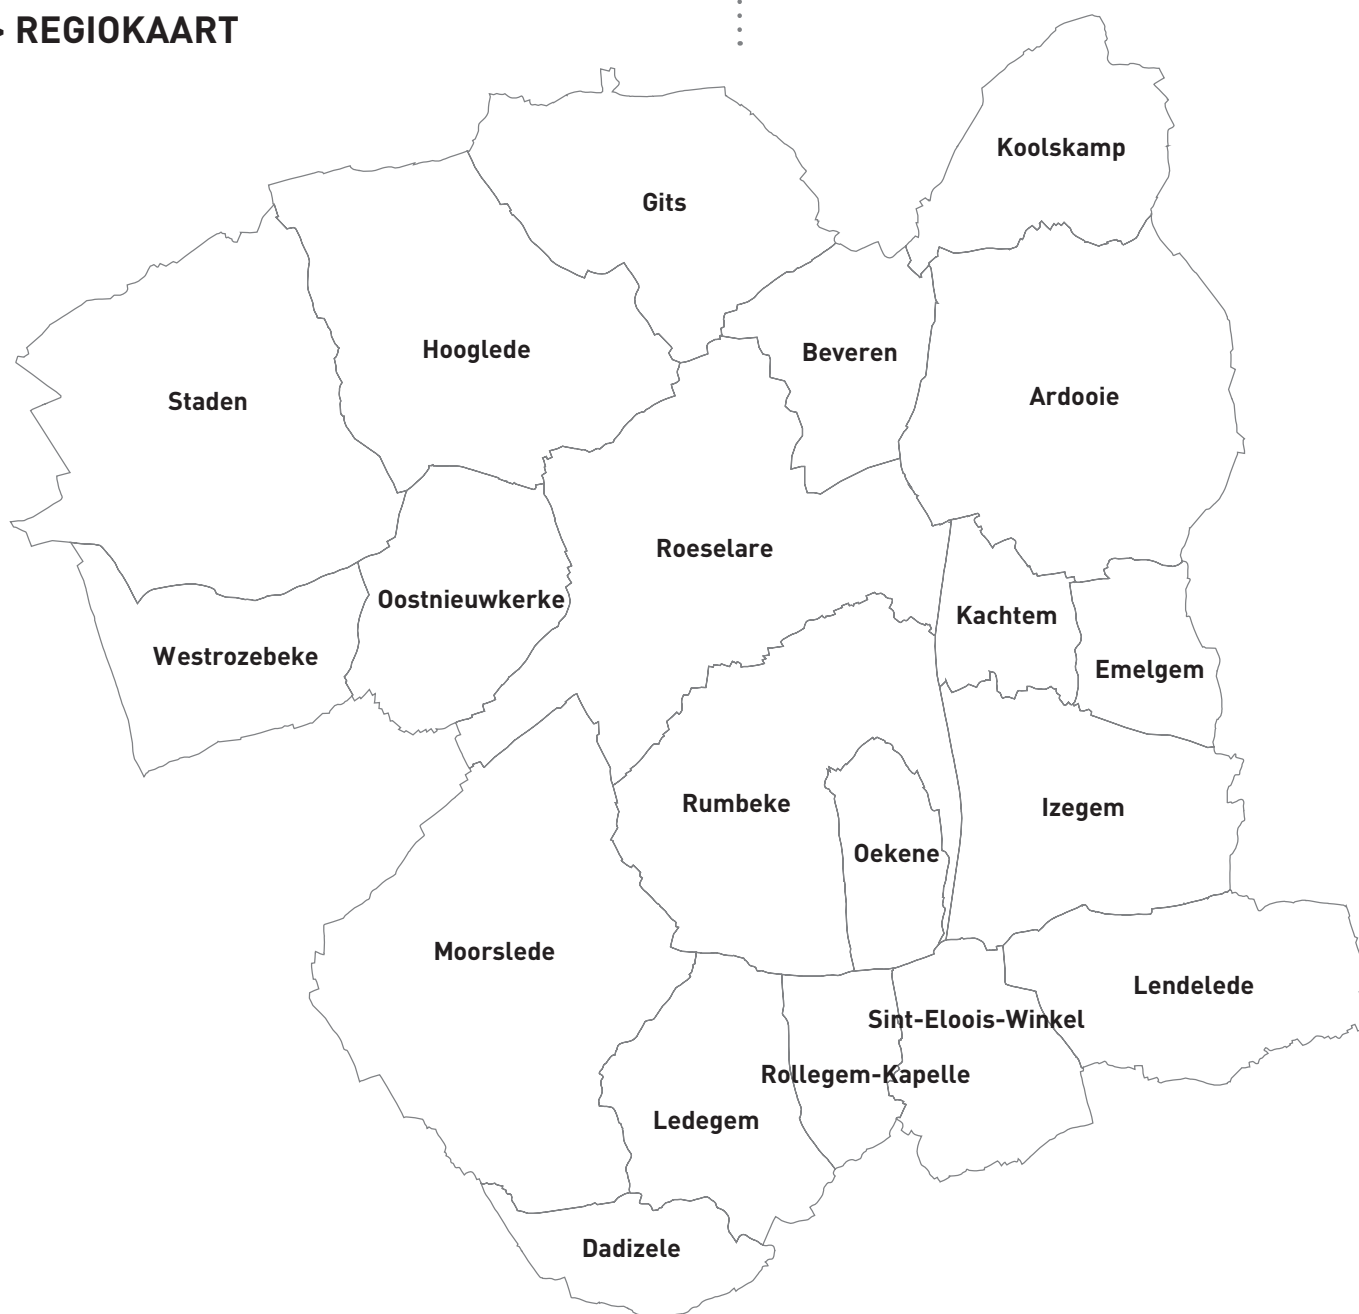 REGIOKAART
Koolskamp
Gits
Hooglede
Beveren
Staden
Ardooie
Roeselare
Oostnieuwkerke
Kachtem
Westrozebeke
Emelgem
Rumbeke
Izegem
Oekene
Moorslede
Lendelede
Sint-Eloois-Winkel
Rollegem-Kapelle
Ledegem
Dadizele